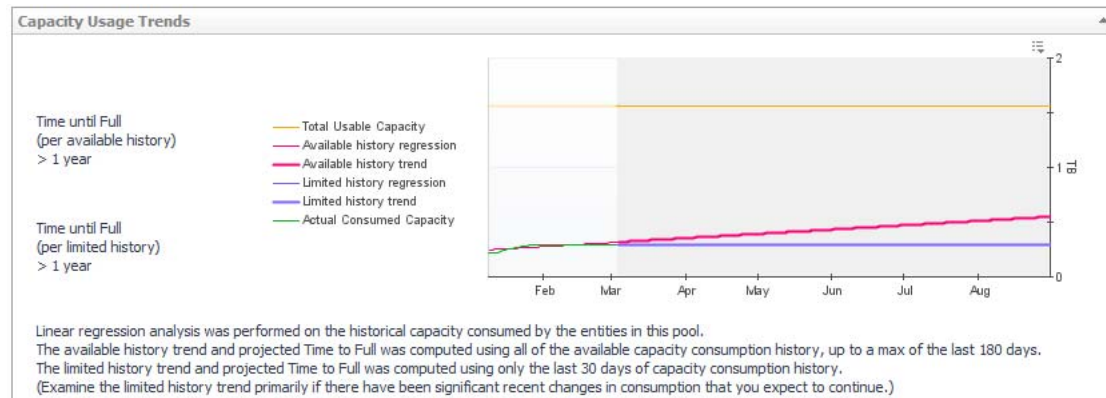 Capacity Usage Trends
Time until Full
(per available history)
> 1 year
Time until Full
(per limited history)
> 1 year
Total Usable Capacity
Available history regression
Available history trend
Limited history regression
Limited history trend
Actual Consumed Capacity
2
1
0
TB
Feb Mar Apr May Jun Jul Aug
Linear regression analysis was performed on the historical capacity consumed by the entities in this pool.
The available history trend and projected Time to Full was computed using all of the available capacity consumption history, up to a max of the last 180 days.
The limited history trend and projected Time to Full was computed using only the last 30 days of capacity consumption history.
(Examine the limited history trend primarily if there have been significant recent changes in consumption that you expect to continue.)